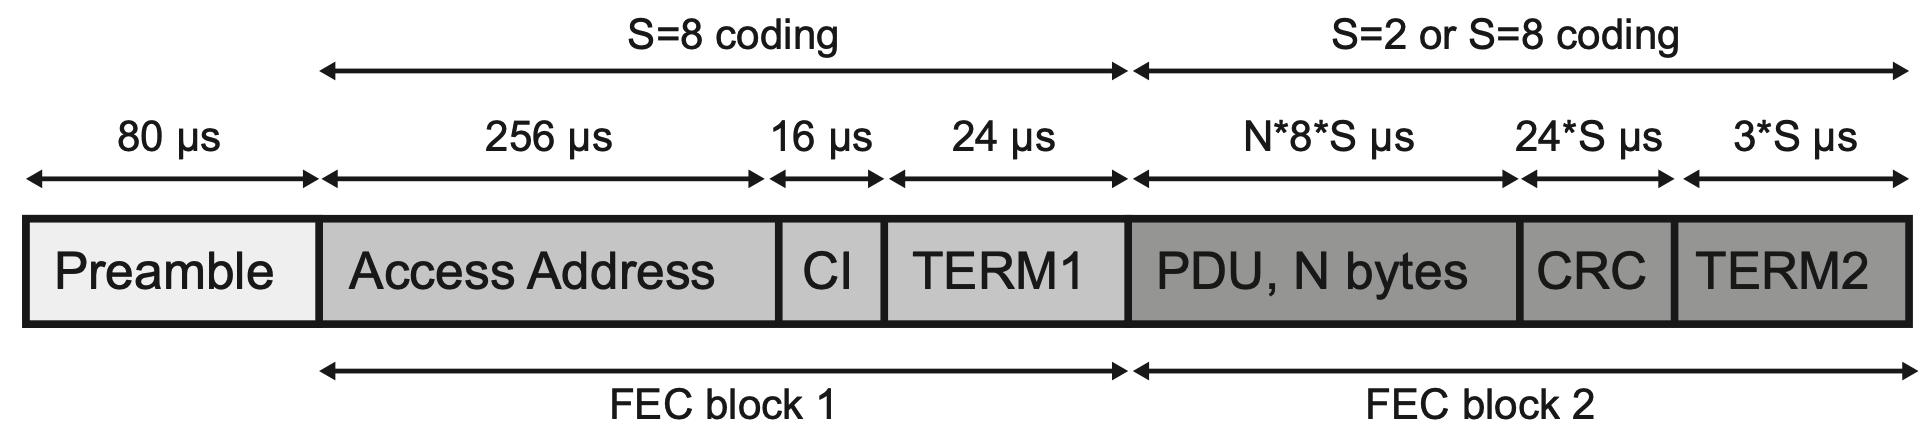 S=8 coding S=2 or S=8 coding
80 µs 256 µs 16 µs 24 µs N*8*S µs 24*S µs 3*S µs
Preamble Access Address CI TERM1 PDU, N bytes CRC TERM2
FEC block 1 FEC block 2